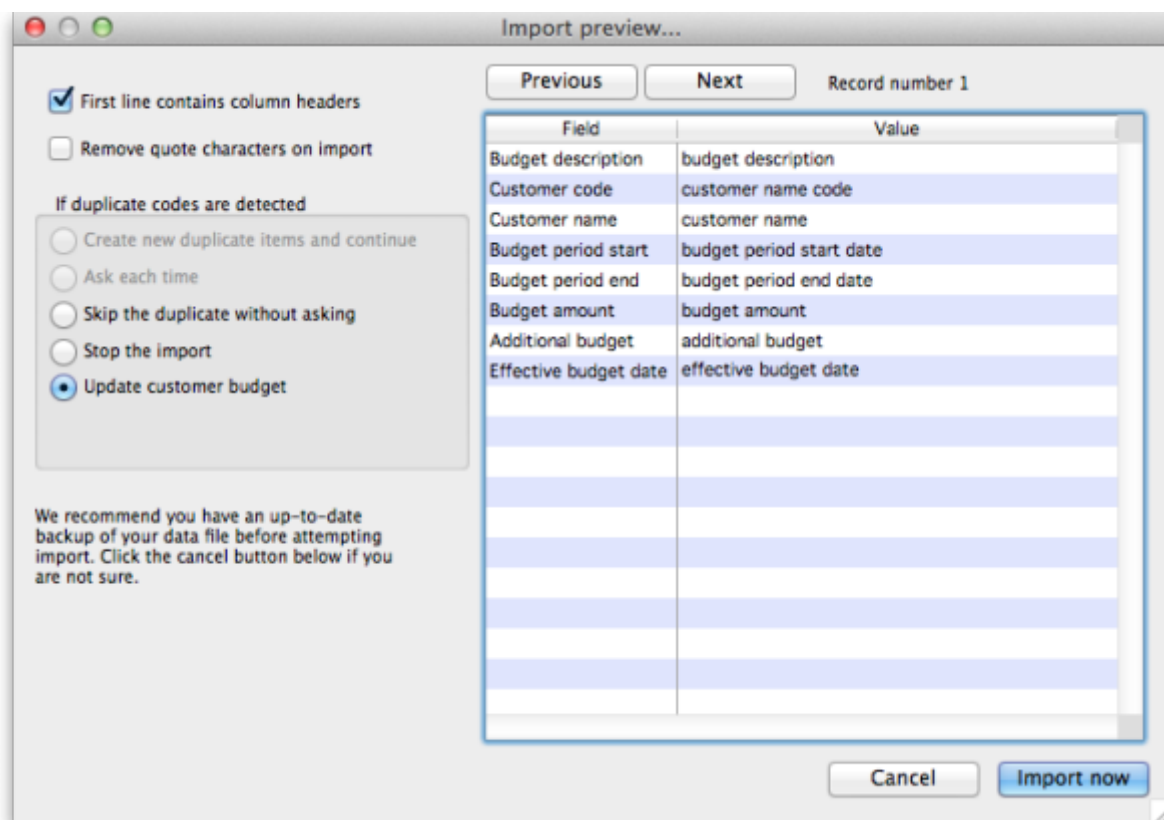 Import preview...
First line contains column headers
Remove quote characters on import
If duplicate codes are detected
Create new duplicate items and continue
Ask each time
Skip the duplicate without asking
Stop the import
Update customer budget
We recommend you have an up-to-date
backup of your data file before attempting
import. Click the cancel button below if you
are not sure.
Previous Next Record number 1
Field Value
Budget description budget description
Customer code customer name code
Customer name customer name
Budget period start budget period start date
Budget period end budget period end date
Budget amount budget amount
Additional budget additional budget
Effective budget date effective budget date
Cancel Import now